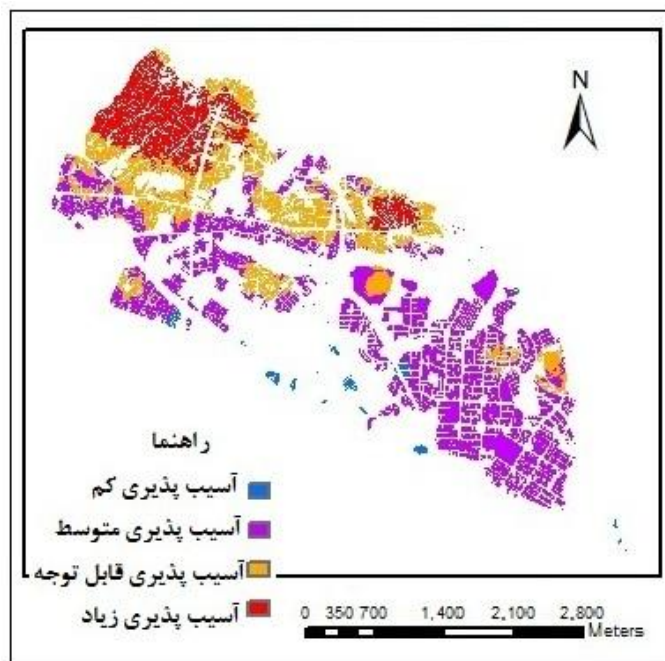 N
راهنما
آسیب پذیری کم
آسیب پذیری متوسط
آسیب پذیری قابل توجه
آسیب پذیری زیاد
0 350 700 1,400 2,100 2,800
Meters